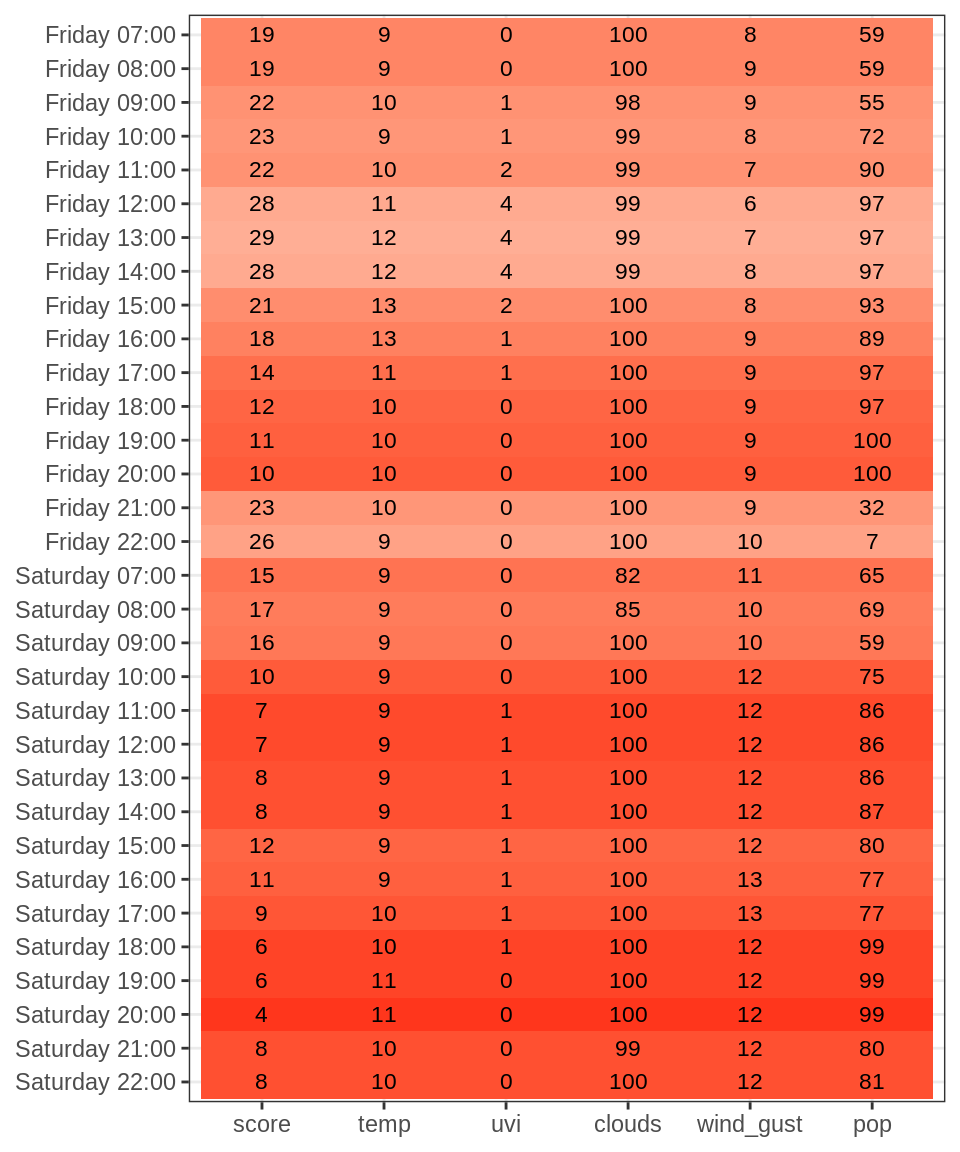 Friday 07:00 19 9 0 100 8 59
Friday 08:00 19 9 0 100 9 59
Friday 09:00 22 10 1 98 9 55
Friday 10:00 23 9 1 99 8 72
Friday 11:00 22 10 2 99 7 90
Friday 12:00 28 11 4 99 6 97
Friday 13:00 29 12 4 99 7 97
Friday 14:00 28 12 4 99 8 97
Friday 15:00 21 13 2 100 8 93
Friday 16:00 18 13 1 100 9 89
Friday 17:00 14 11 1 100 9 97
Friday 18:00 12 10 0 100 9 97
Friday 19:00 11 10 0 100 9 100
Friday 20:00 10 10 0 100 9 100
Friday 21:00 23 10 0 100 9 32
Friday 22:00 26 9 0 100 10 7
Saturday 07:00 15 9 0 82 11 65
Saturday 08:00 17 9 0 85 10 69
Saturday 09:00 16 9 0 100 10 59
Saturday 10:00 10 9 0 100 12 75
Saturday 11:00 7 9 1 100 12 86
Saturday 12:00 7 9 1 100 12 86
Saturday 13:00 8 9 1 100 12 86
Saturday 14:00 8 9 1 100 12 87
Saturday 15:00 12 9 1 100 12 80
Saturday 16:00 11 9 1 100 13 77
Saturday 17:00 9 10 1 100 13 77
Saturday 18:00 6 10 1 100 12 99
Saturday 19:00 6 11 0 100 12 99
Saturday 20:00 4 11 0 100 12 99
Saturday 21:00 8 10 0 99 12 80
Saturday 22:00 8 10 0 100 12 81
score temp uvi clouds wind_gust pop